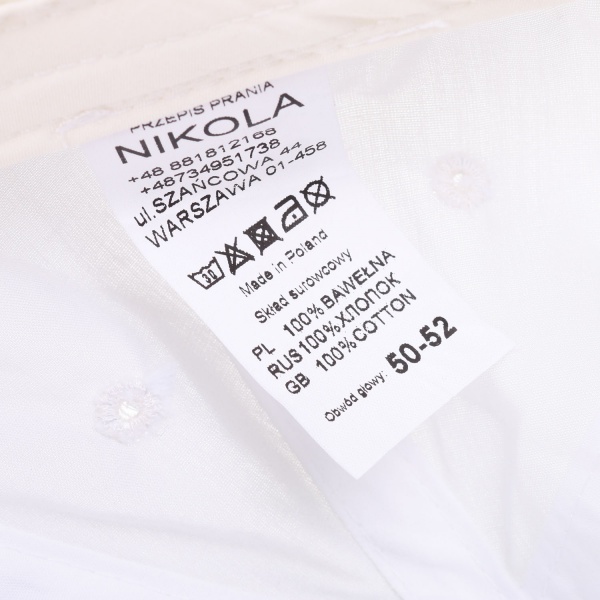 PRZEPIS PRANIA
NIKOLA
+48 881812168
+48734951738
ul.SZAŃCOWA 44
WARSZAWA 01-458
30
Made in Poland
Skład surowcowy
PL 100% BAWEŁNA
RUS100%ХЛОПОК
GB 100%COTTON
Obwód głowy: 50-52